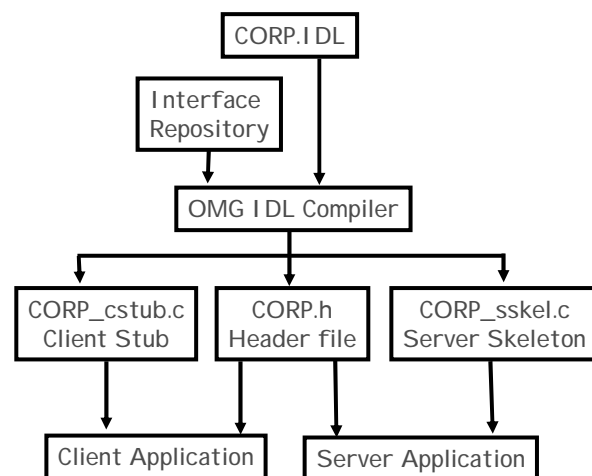 CORP.IDL
Interface
Repository
OMG IDL Compiler
CORP_cstub.c
Client Stub
CORP.h
Header file
CORP_sskel.c
Server Skeleton
Client Application
Server Application